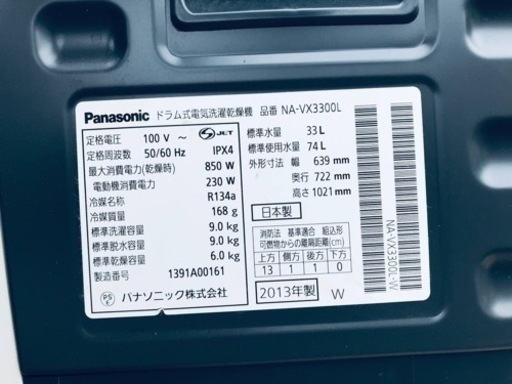 Panasonic ドラム式電気洗濯乾燥機 品番 NA-VX3300L
定格電圧 100 V ～ JET
定格周波数 50/60 Hz IPX4
最大消費電力(乾燥時) 850 W
電動機消費電力 230 W
冷媒名称 R134a
冷媒質量 168 g
標準洗濯容量 9.0 kg
標準脱水容量 9.0 kg
標準乾燥容量 6.0 kg
製造番号 1391A00161
PS E パナソニック株式会社
標準水量 33 L
標準使用水量 74 L
外形寸法 幅 639 mm
奥行 722 mm
高さ 1021 mm
日本製
消防法 基準適合 組込形
可燃物からの離隔距離(cm)
上方 側方 後方 下方
13 1 1 0
2013年製 W
NA-VX3300L-W